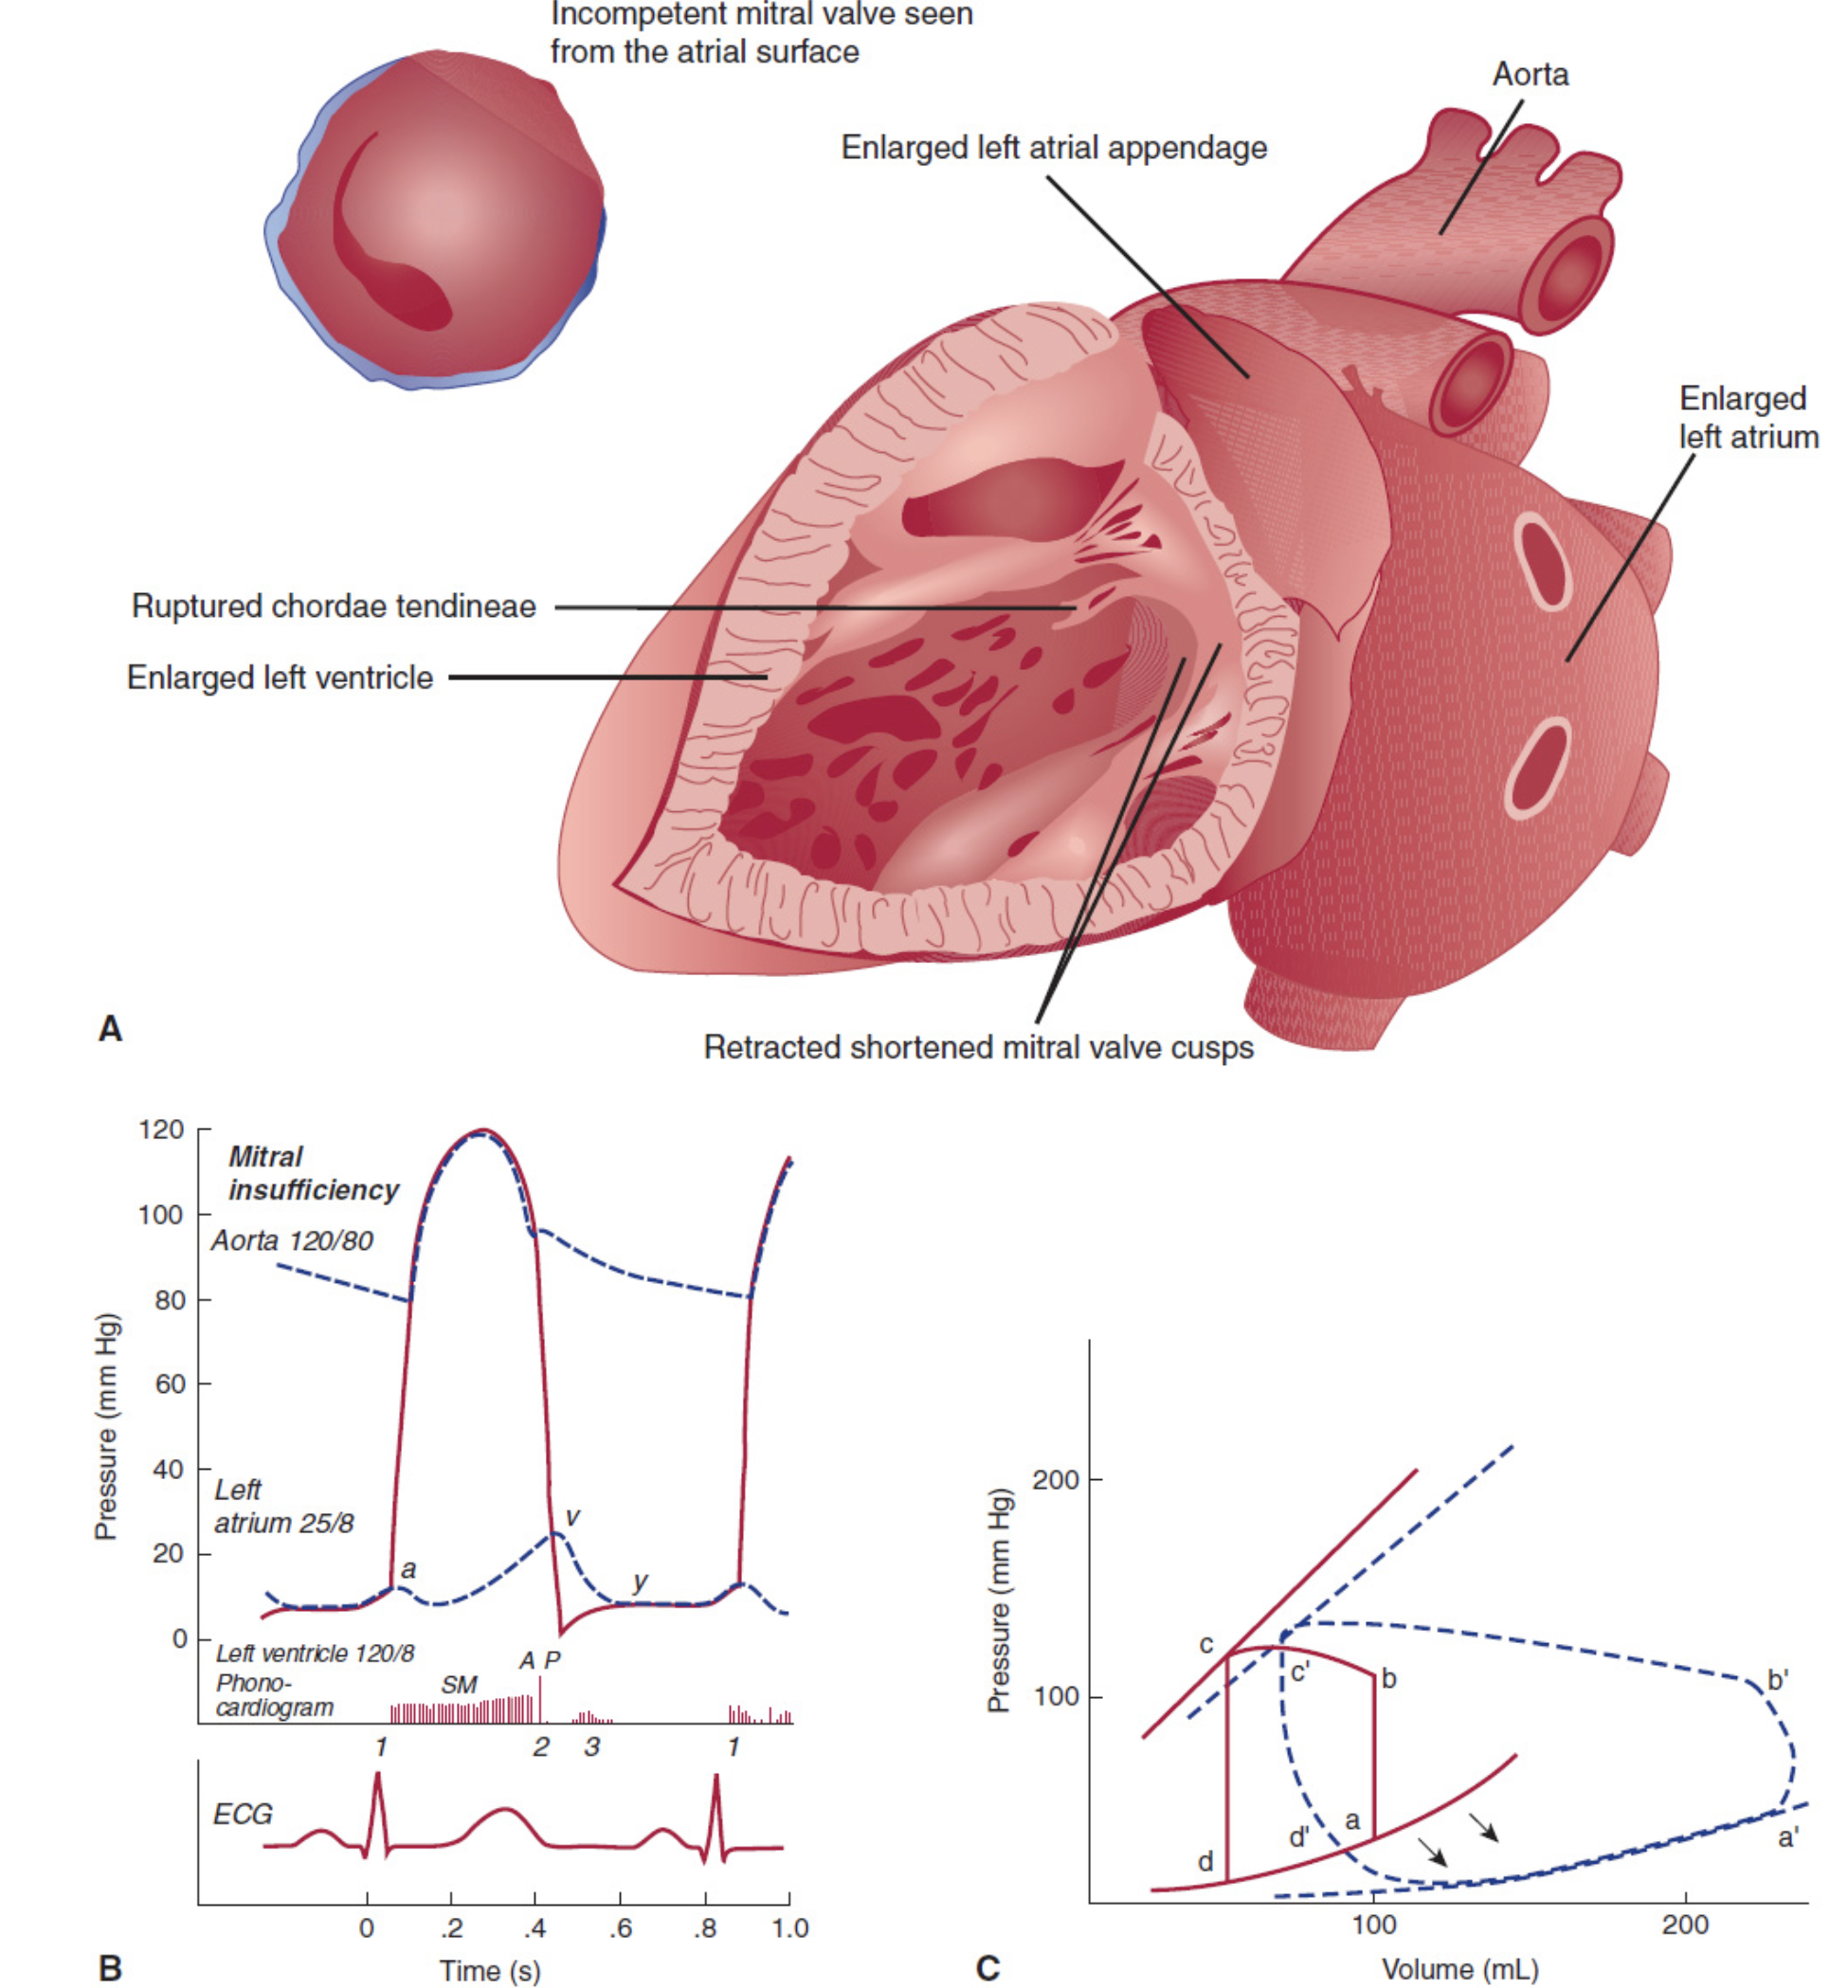 Incompetent mitral valve seen
from the atrial surface
Aorta
Enlarged left atrial appendage
Enlarged
left atrium
Ruptured chordae tendineae
Enlarged left ventricle
A
Retracted shortened mitral valve cusps
120
100
80
60
40
20
0
Pressure (mm Hg)
Mitral
insufficiency
Aorta 120/80
Left
atrium 25/8
a
v
y
Left ventricle 120/8
Phono-
cardiogram
SM
A P
1
2
3
1
ECG
0
.2
.4
.6
.8
1.0
B
Time (s)
200
100
Pressure (mm Hg)
c
c'
b
b'
a
a'
d'
d
100
200
C
Volume (mL)